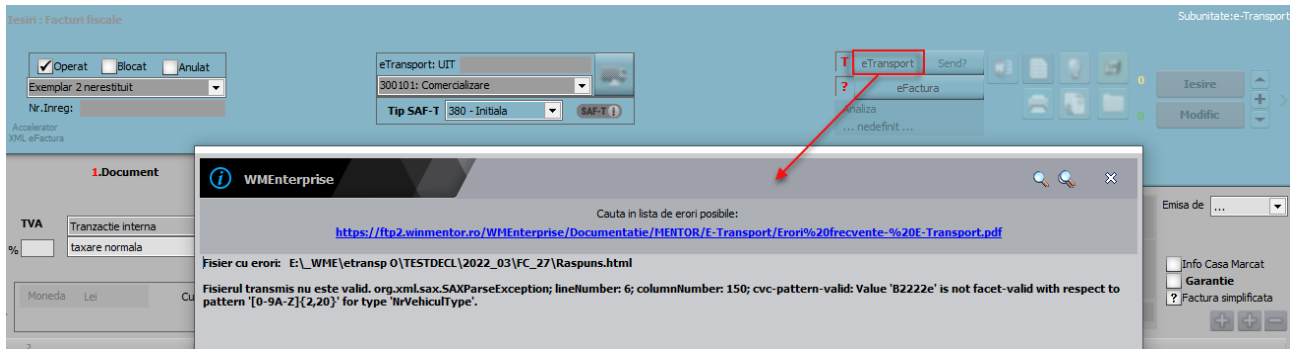 Iesiri : Facturi fiscale
Subunitate:e-Transport
Operat Blocat Anulat
Exemplar 2 nerestituit
Nr.Inreg:
Accelerator
XML eFactura
eTransport: UIT
300101: Comercializare
Tip SAF-T 380 - Initiala SAF-T !
T eTransport Send?
? eFactura
Analiza
... nedefinit ...
0
0
Iesire
Modific
1.Document
WMEnterprise
Cauta in lista de erori posibile:
https://ftp2.winmentor.ro/WMEnterprise/Documentatie/MENTOR/E-Transport/Erori%20frecvente-%20E-Transport.pdf
Fisier cu erori: E:\_WME\etransp O\TESTDECL\2022_03\FC_27\Raspuns.html
Fisierul transmis nu este valid. org.xml.sax.SAXParseException; lineNumber: 6; columnNumber: 150; cvc-pattern-valid: Value 'B2222e' is not facet-valid with respect to
pattern '[0-9A-Z]{2,20}' for type 'NrVehiculType'.
TVA Tranzactie interna
% taxare normala
Moneda Lei Cu
Emisa de ...
Info Casa Marcat
Garantie
? Factura simplificata